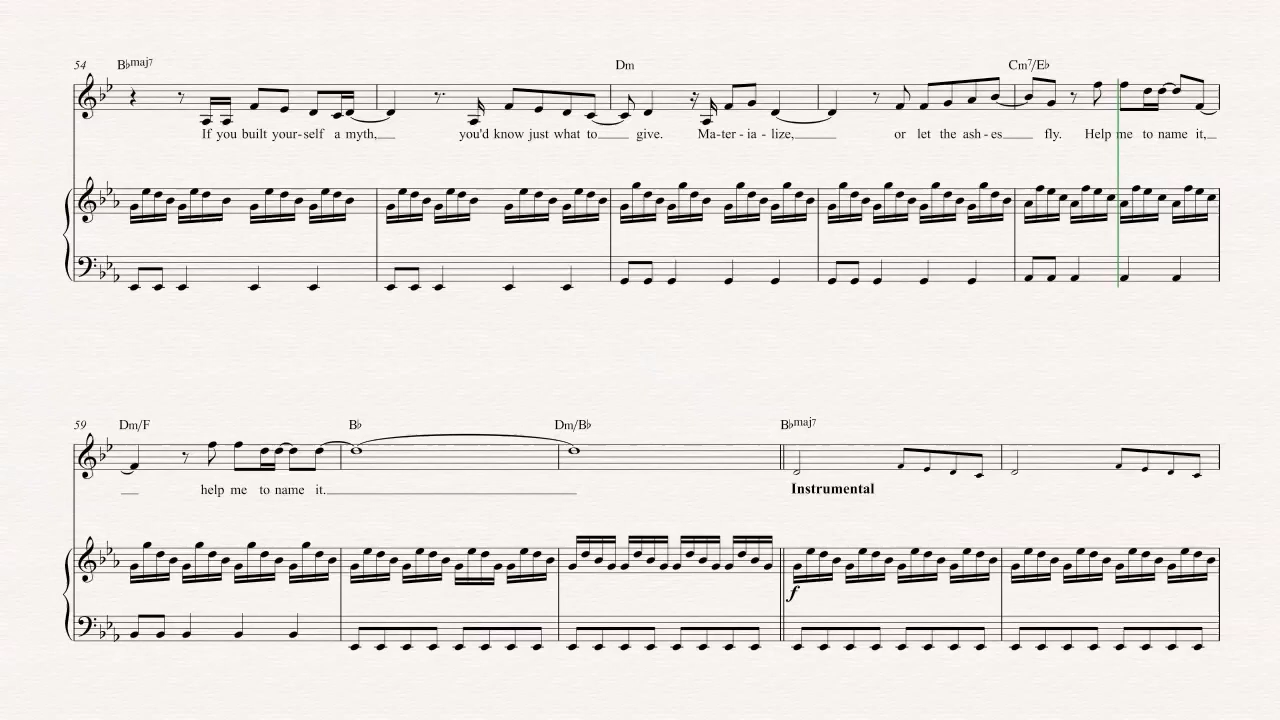 54 B♭maj7 Dm Cm7/E♭
If you built your-self a myth, you'd know just what to give. Ma-ter-ia-lize, or let the ash-es fly. Help me to name it,
59 Dm/F B♭ Dm/B♭ B♭maj7
help me to name it. Instrumental
f